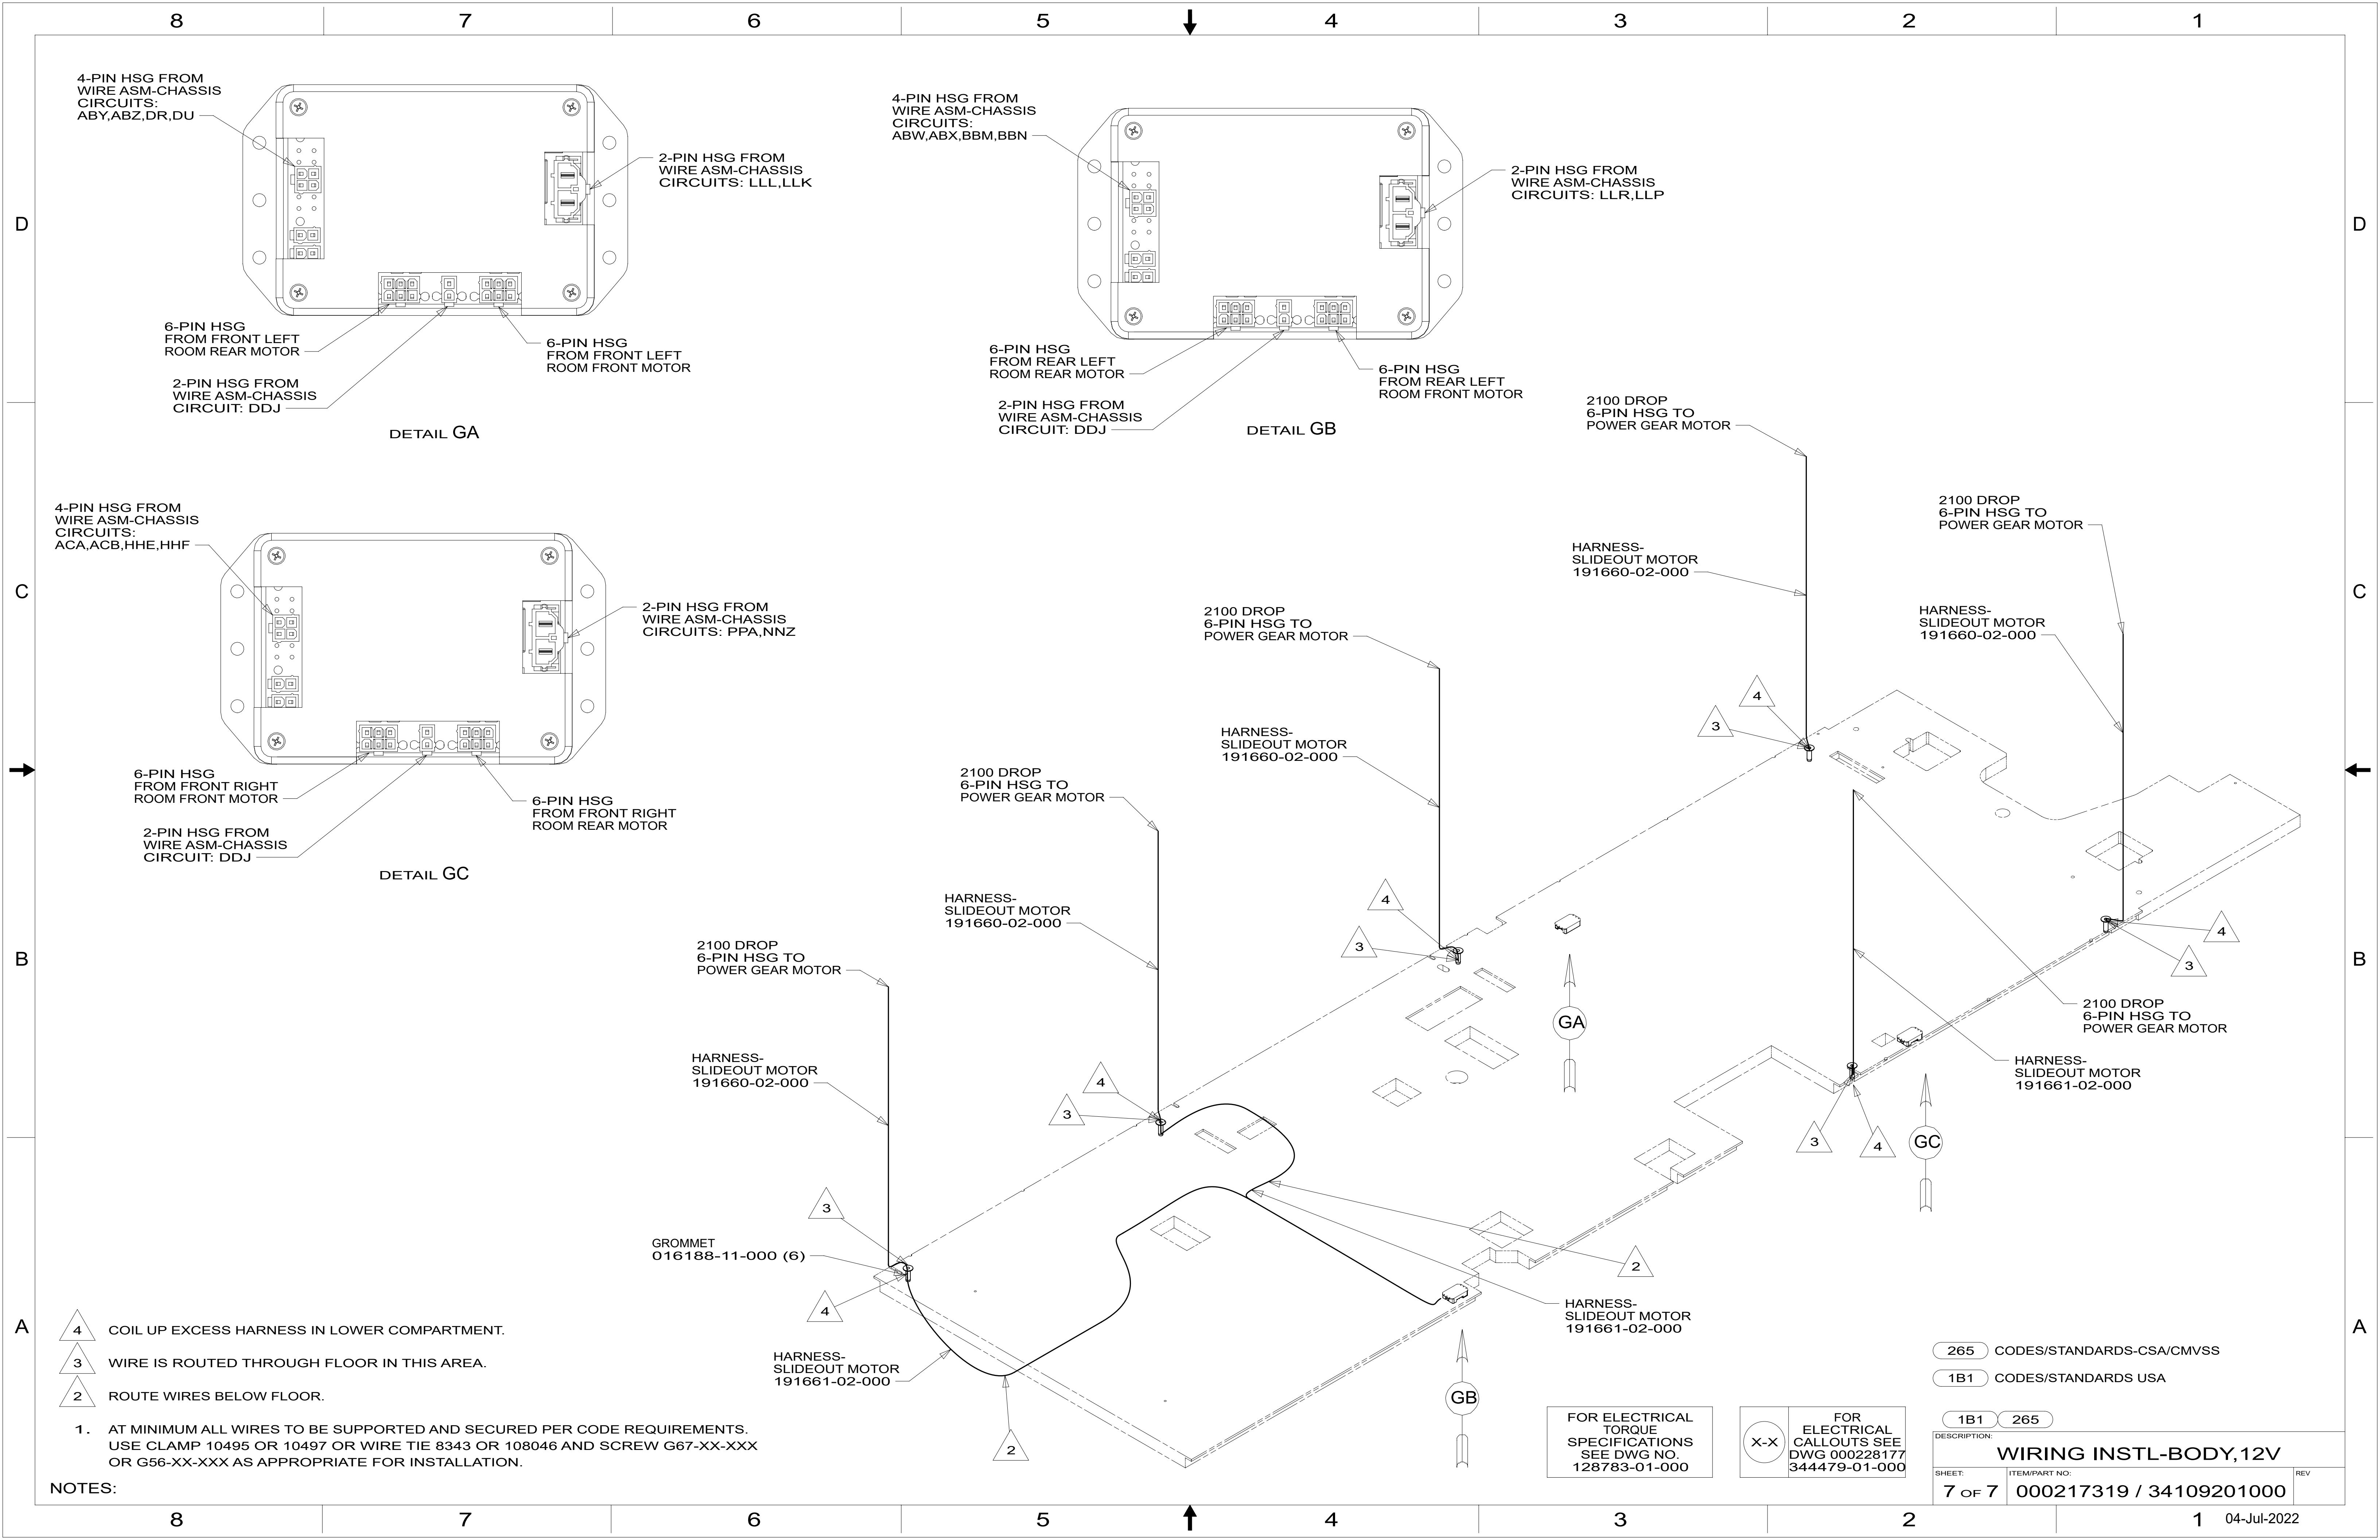 8 7 6 5 4 3 2 1
D
C
B
A
D
C
B
A
4-PIN HSG FROM
WIRE ASM-CHASSIS
CIRCUITS:
ABY,ABZ,DR,DU
2-PIN HSG FROM
WIRE ASM-CHASSIS
CIRCUITS: LLL,LLK
6-PIN HSG
FROM FRONT LEFT
ROOM REAR MOTOR
6-PIN HSG
FROM FRONT LEFT
ROOM FRONT MOTOR
2-PIN HSG FROM
WIRE ASM-CHASSIS
CIRCUIT: DDJ
DETAIL GA
4-PIN HSG FROM
WIRE ASM-CHASSIS
CIRCUITS:
ABW,ABX,BBM,BBN
2-PIN HSG FROM
WIRE ASM-CHASSIS
CIRCUITS: LLR,LLP
6-PIN HSG
FROM REAR LEFT
ROOM REAR MOTOR
6-PIN HSG
FROM REAR LEFT
ROOM FRONT MOTOR
2-PIN HSG FROM
WIRE ASM-CHASSIS
CIRCUIT: DDJ
DETAIL GB
4-PIN HSG FROM
WIRE ASM-CHASSIS
CIRCUITS:
ACA,ACB,HHE,HHF
2-PIN HSG FROM
WIRE ASM-CHASSIS
CIRCUITS: PPA,NNZ
6-PIN HSG
FROM FRONT RIGHT
ROOM FRONT MOTOR
6-PIN HSG
FROM FRONT RIGHT
ROOM REAR MOTOR
2-PIN HSG FROM
WIRE ASM-CHASSIS
CIRCUIT: DDJ
DETAIL GC
2100 DROP
6-PIN HSG TO
POWER GEAR MOTOR
HARNESS-
SLIDEOUT MOTOR
191660-02-000
4
3
2100 DROP
6-PIN HSG TO
POWER GEAR MOTOR
HARNESS-
SLIDEOUT MOTOR
191660-02-000
4
3
2100 DROP
6-PIN HSG TO
POWER GEAR MOTOR
HARNESS-
SLIDEOUT MOTOR
191660-02-000
4
3
2100 DROP
6-PIN HSG TO
POWER GEAR MOTOR
HARNESS-
SLIDEOUT MOTOR
191660-02-000
4
3
2100 DROP
6-PIN HSG TO
POWER GEAR MOTOR
HARNESS-
SLIDEOUT MOTOR
191660-02-000
3
GROMMET
016188-11-000 (6)
4
HARNESS-
SLIDEOUT MOTOR
191661-02-000
2
2100 DROP
6-PIN HSG TO
POWER GEAR MOTOR
HARNESS-
SLIDEOUT MOTOR
191661-02-000
3
4
GA
GC
GB
2
HARNESS-
SLIDEOUT MOTOR
191661-02-000
4 COIL UP EXCESS HARNESS IN LOWER COMPARTMENT.
3 WIRE IS ROUTED THROUGH FLOOR IN THIS AREA.
2 ROUTE WIRES BELOW FLOOR.
1. AT MINIMUM ALL WIRES TO BE SUPPORTED AND SECURED PER CODE REQUIREMENTS.
USE CLAMP 10495 OR 10497 OR WIRE TIE 8343 OR 108046 AND SCREW G67-XX-XXX
OR G56-XX-XXX AS APPROPRIATE FOR INSTALLATION.
NOTES:
FOR ELECTRICAL
TORQUE
SPECIFICATIONS
SEE DWG NO.
128783-01-000
X-X
FOR
ELECTRICAL
CALLOUTS SEE
DWG 000228177
344479-01-000
265 CODES/STANDARDS-CSA/CMVSS
1B1 CODES/STANDARDS USA
1B1 265
DESCRIPTION:
WIRING INSTL-BODY,12V
SHEET: ITEM/PART NO: REV
7 OF 7 000217319 / 34109201000
8 7 6 5 4 3 2 1
04-Jul-2022